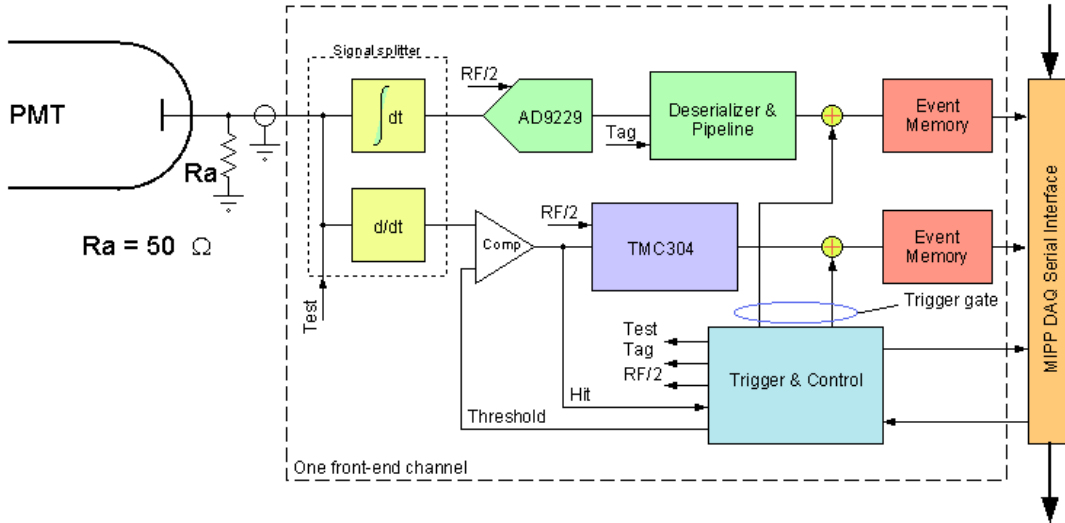 Signal splitter
PMT
∫dt
RF/2
AD9229
Tag
Deserializer &
Pipeline
Event
Memory
Ra
Ra = 50 Ω
d/dt
Comp
RF/2
TMC304
Event
Memory
Trigger gate
Test
Test
Tag
RF/2
Trigger & Control
Hit
Threshold
One front-end channel
MIPP DAQ Serial Interface